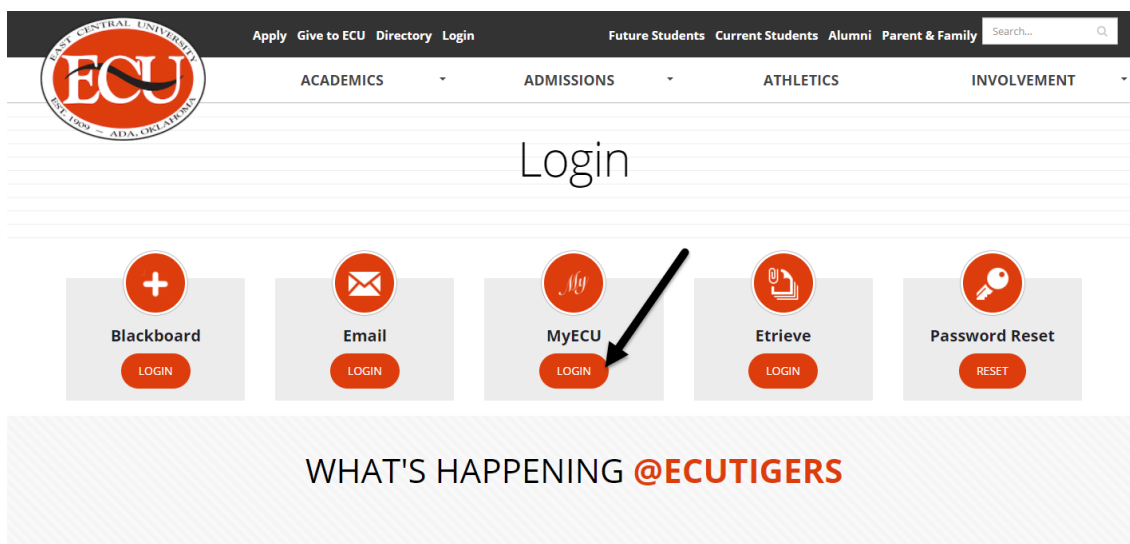 EAST CENTRAL UNIVERSITY
ECU
EST. 1909 ~ ADA, OKLAHOMA
Apply Give to ECU Directory Login
Future Students Current Students Alumni Parent & Family Search...
ACADEMICS ADMISSIONS ATHLETICS INVOLVEMENT
Login
My
Blackboard Email MyECU Etrieve Password Reset
LOGIN LOGIN LOGIN LOGIN RESET
WHAT'S HAPPENING @ECUTIGERS